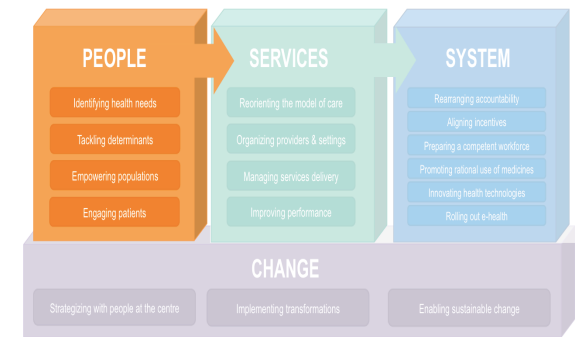 PEOPLE
Identifying health needs
Tackling determinants
Empowering populations
Engaging patients
SERVICES
Reorienting the model of care
Organizing providers & settings
Managing services delivery
Improving performance
SYSTEM
Rearranging accountability
Aligning incentives
Preparing a competent workforce
Promoting rational use of medicines
Innovating health technologies
Rolling out e-health
CHANGE
Strategizing with people at the centre
Implementing transformations
Enabling sustainable change